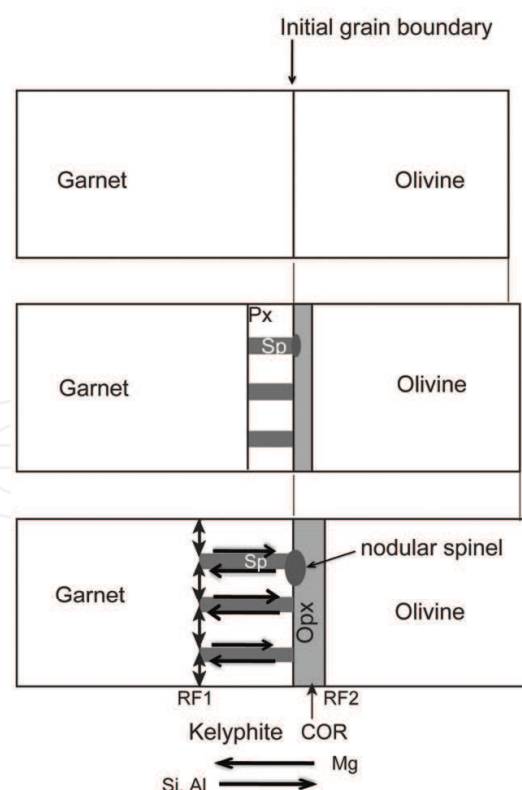 Initial grain boundary
Garnet Olivine
Px
Sp
Garnet Olivine
Sp nodular spinel
Garnet Opx Olivine
RF1 RF2
Kelyphite COR
Mg
Si, Al